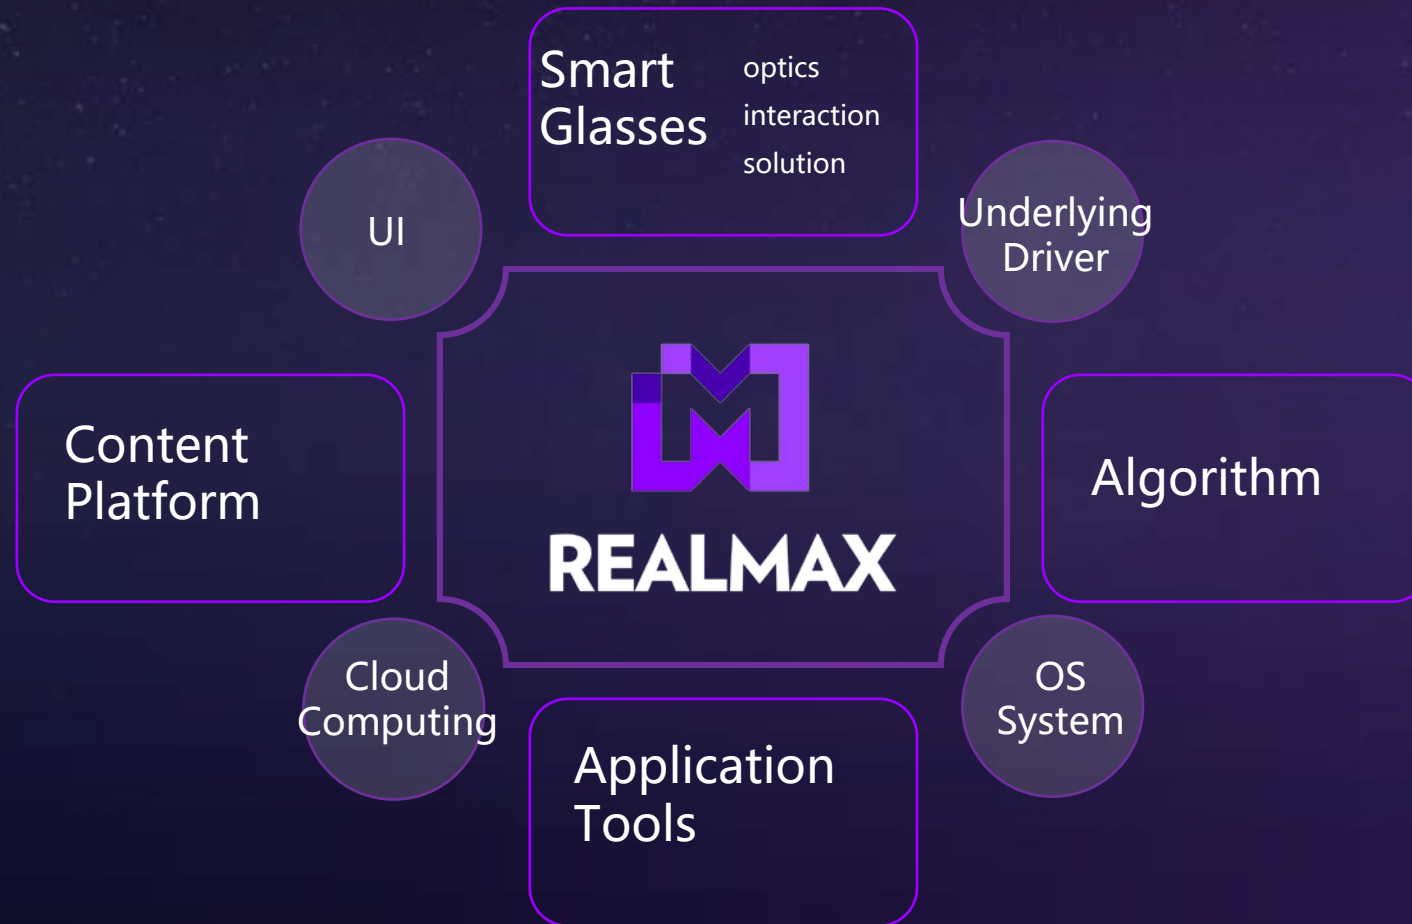 Smart
Glasses
optics
interaction
solution
UI
Underlying
Driver
Content
Platform
REALMAX
Algorithm
Cloud
Computing
OS
System
Application
Tools